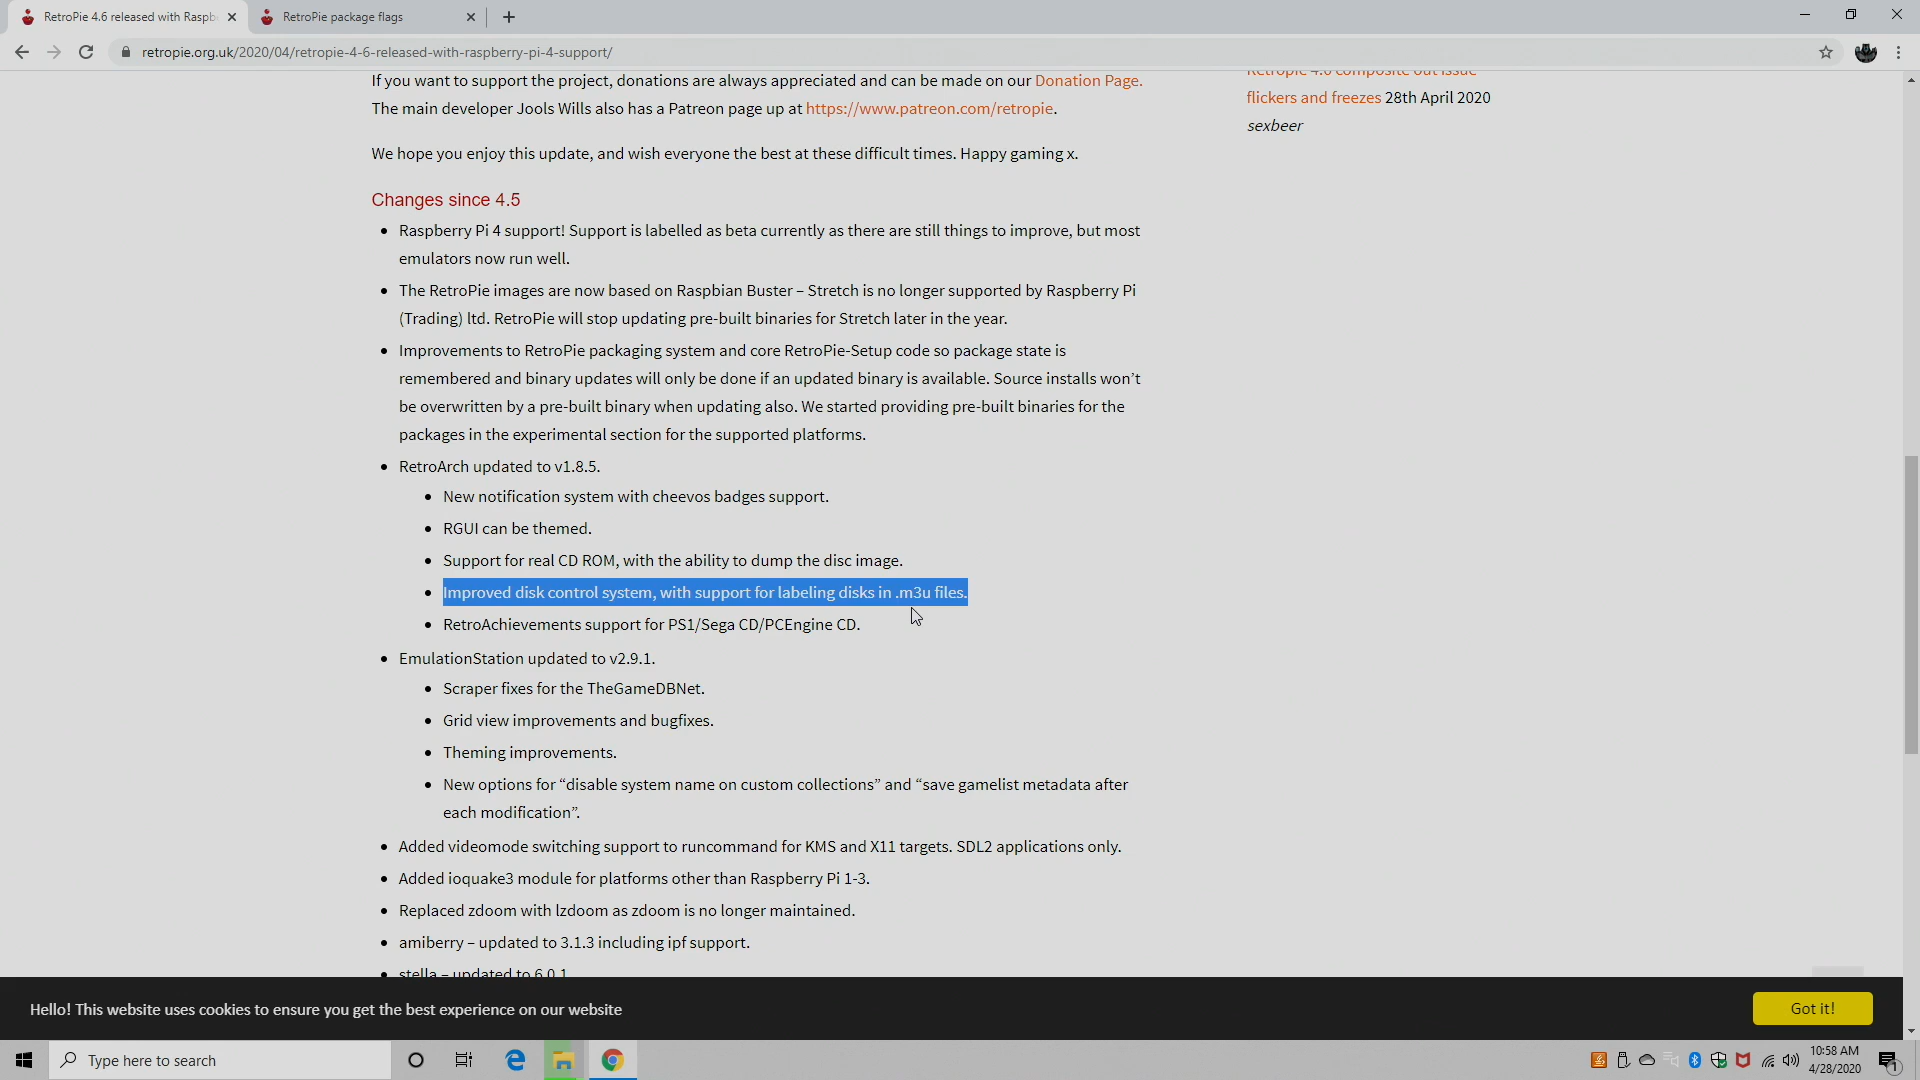 RetroPie 4.6 released with Raspb
RetroPie package flags
retropie.org.uk/2020/04/retropie-4-6-released-with-raspberry-pi-4-support/
If you want to support the project, donations are always appreciated and can be made on our Donation Page.
The main developer Jools Wills also has a Patreon page up at https://www.patreon.com/retropie.
We hope you enjoy this update, and wish everyone the best at these difficult times. Happy gaming x.
Changes since 4.5
Raspberry Pi 4 support! Support is labelled as beta currently as there are still things to improve, but most
emulators now run well.
The RetroPie images are now based on Raspbian Buster – Stretch is no longer supported by Raspberry Pi
(Trading) ltd. RetroPie will stop updating pre-built binaries for Stretch later in the year.
Improvements to RetroPie packaging system and core RetroPie-Setup code so package state is
remembered and binary updates will only be done if an updated binary is available. Source installs won’t
be overwritten by a pre-built binary when updating also. We started providing pre-built binaries for the
packages in the experimental section for the supported platforms.
RetroArch updated to v1.8.5.
New notification system with cheevos badges support.
RGUI can be themed.
Support for real CD ROM, with the ability to dump the disc image.
Improved disk control system, with support for labeling disks in .m3u files.
RetroAchievements support for PS1/Sega CD/PCEngine CD.
EmulationStation updated to v2.9.1.
Scraper fixes for the TheGameDBNet.
Grid view improvements and bugfixes.
Theming improvements.
New options for “disable system name on custom collections” and “save gamelist metadata after
each modification”.
Added videomode switching support to runcommand for KMS and X11 targets. SDL2 applications only.
Added ioquake3 module for platforms other than Raspberry Pi 1-3.
Replaced zdoom with lzdoom as zdoom is no longer maintained.
amiberry – updated to 3.1.3 including ipf support.
stella – updated to 6.0.1
Retropie 4.6 composite out issue
flickers and freezes 28th April 2020
sexbeer
Hello! This website uses cookies to ensure you get the best experience on our website
Got it!
Type here to search
10:58 AM
4/28/2020
1